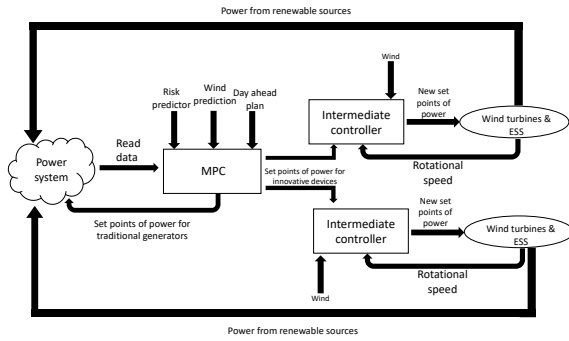 Power from renewable sources
Wind
Risk
predictor
Wind
prediction
Day ahead
plan
Intermediate
controller
New set
points of
power
Wind turbines &
ESS
Read
data
Power
system
MPC
Set points of power for
innovative devices
Rotational
speed
Set points of power for
traditional generators
Intermediate
controller
New set
points of
power
Wind turbines &
ESS
Rotational
speed
Wind
Power from renewable sources